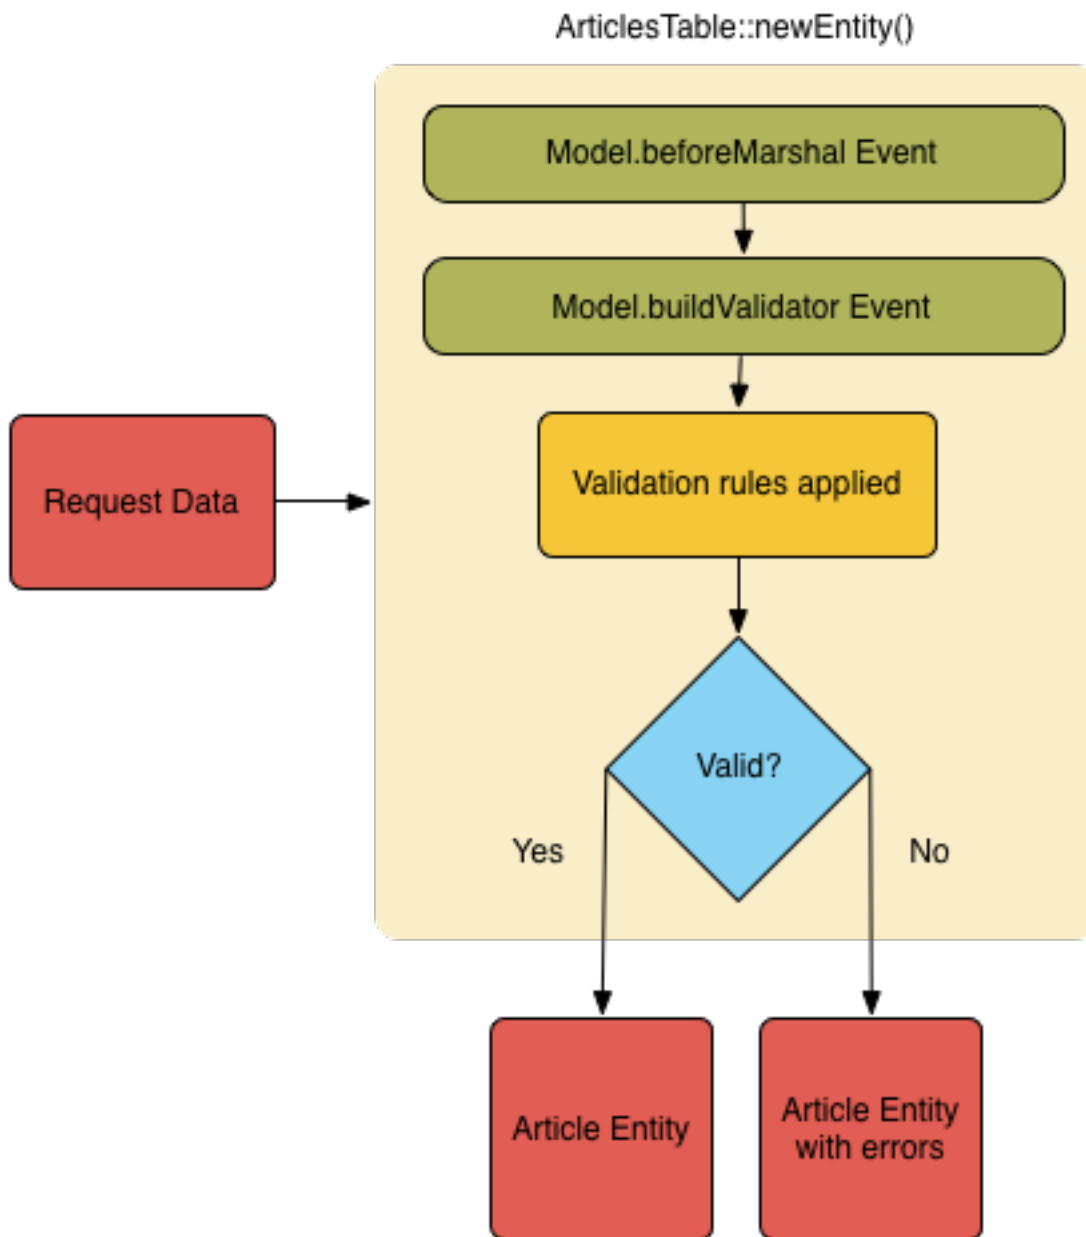 ArticlesTable::newEntity()
Model.beforeMarshal Event
Model.buildValidator Event
Request Data
Validation rules applied
Valid?
Yes
No
Article Entity
Article Entity
with errors